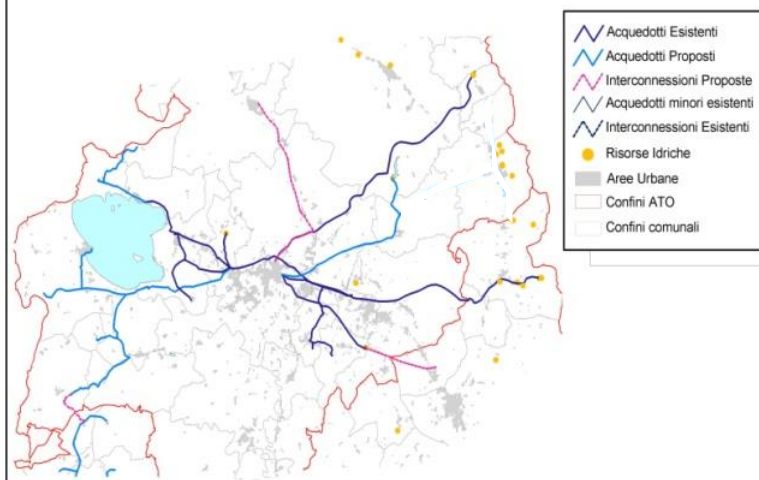 Acquedotti Esistenti
Acquedotti Proposti
Interconnessioni Proposte
Acquedotti minori esistenti
Interconnessioni Esistenti
Risorse Idriche
Aree Urbane
Confini ATO
Confini comunali